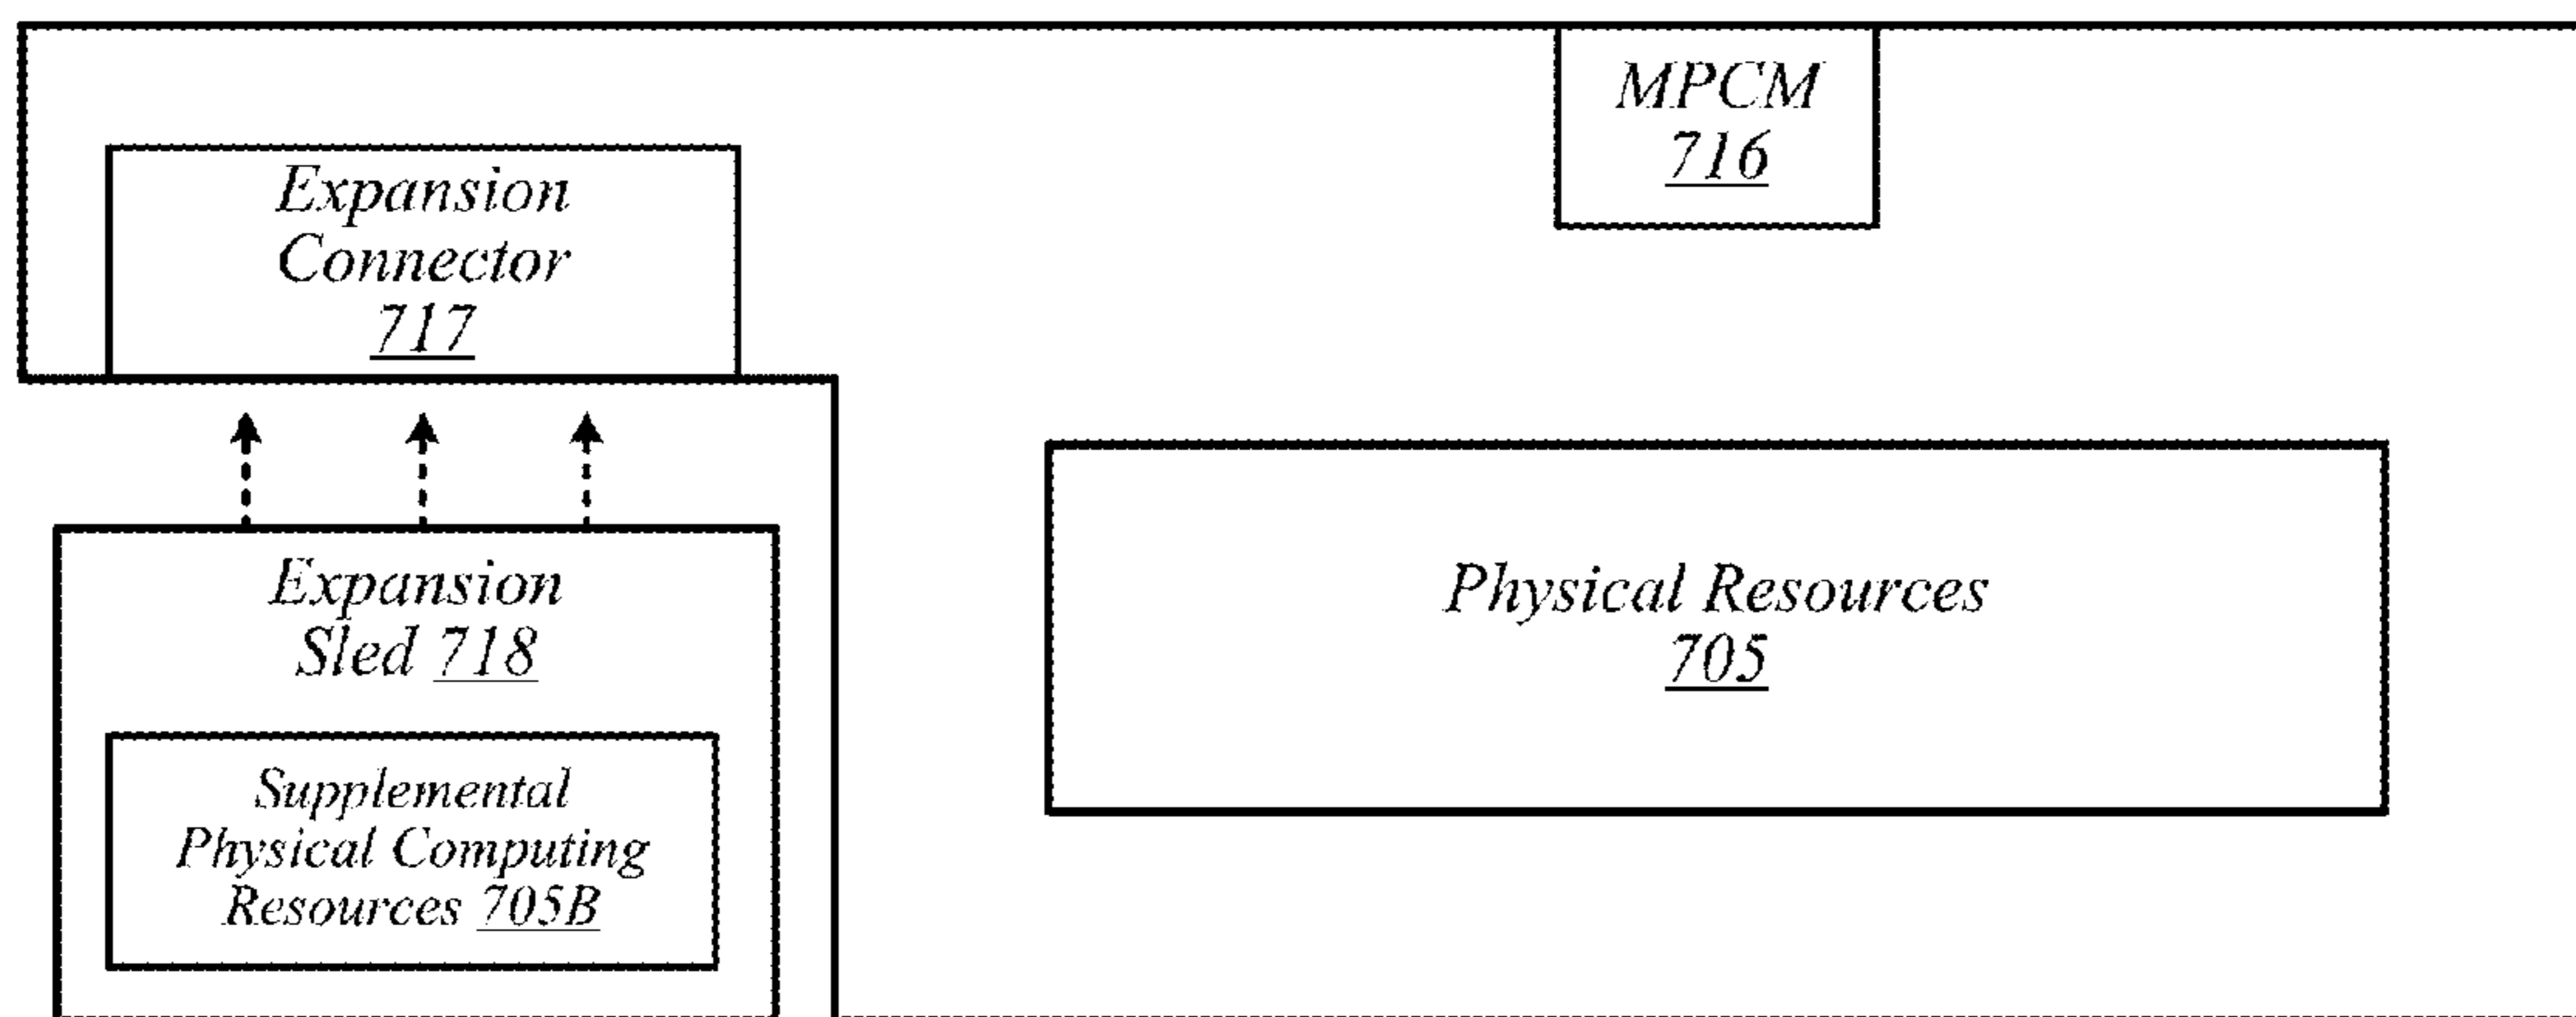 MPCM
716
Expansion
Connector
717
Expansion
Sled 718
Physical Resources
705
Supplemental
Physical Computing
Resources 705B